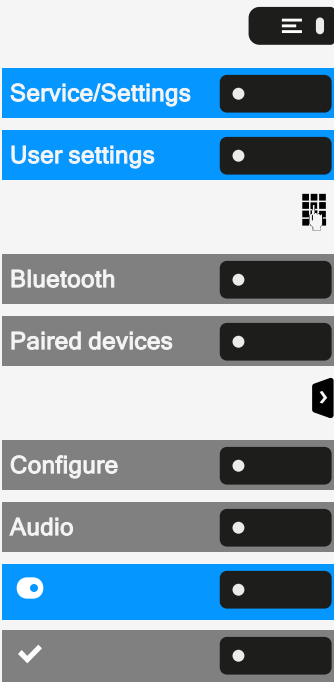 Service/Settings
User settings
Bluetooth
Paired devices
Configure
Audio